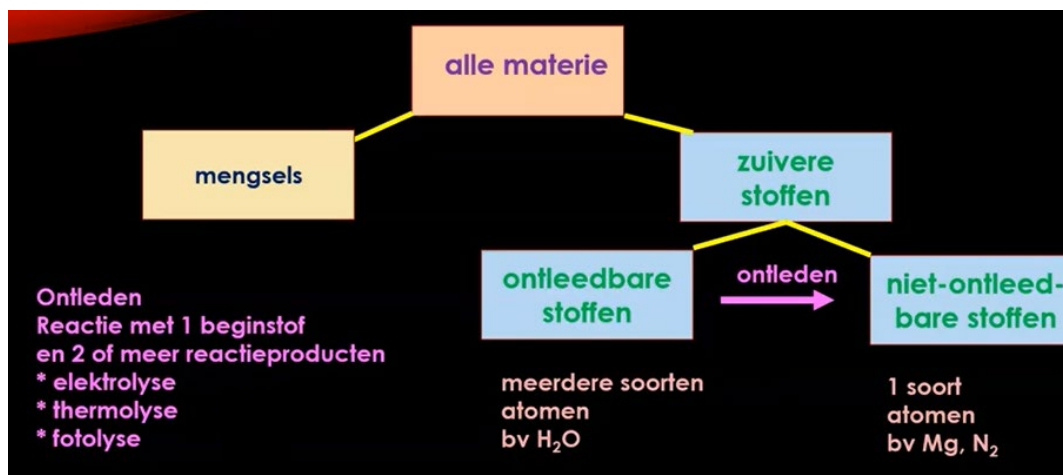 alle materie
mengsels
zuivere
stoffen
ontleedbare
stoffen
ontleden
niet-ontleed-
bare stoffen
Ontleden
Reactie met 1 beginstof
en 2 of meer reactieproducten
* elektrolyse
* thermolyse
* fotolyse
meerdere soorten
atomen
bv H₂O
1 soort
atomen
bv Mg, N₂